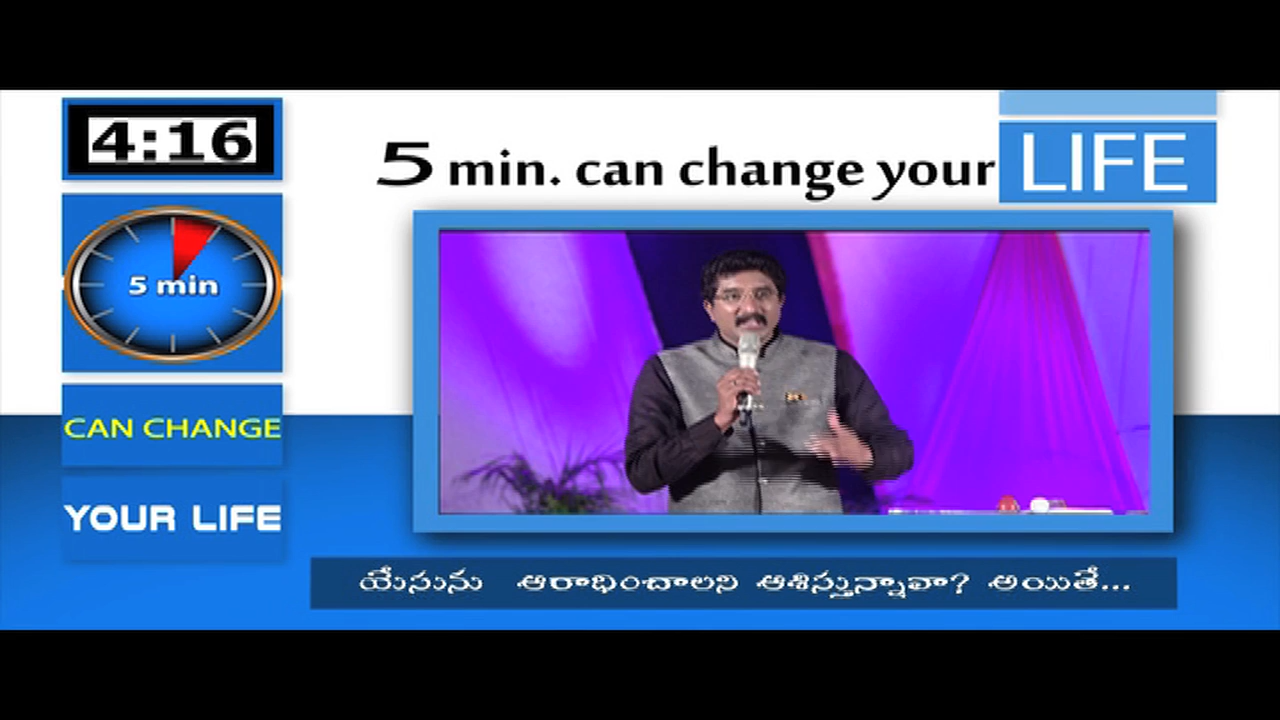 4:16
5 min. can change your LIFE
5 min
CAN CHANGE
YOUR LIFE
యేసును ఆరాధించాలని ఆశిస్తున్నావా? అయితే...